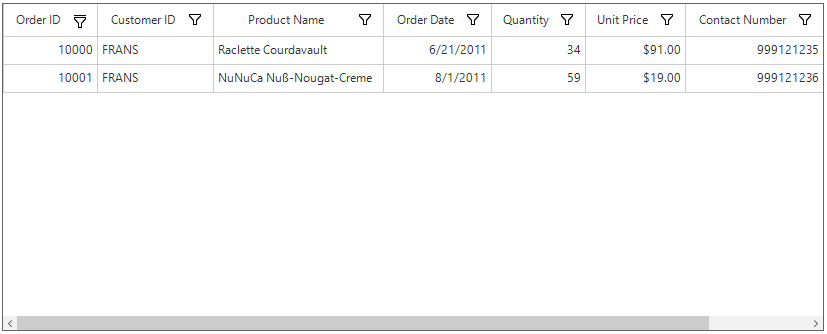 Order ID Customer ID Product Name Order Date Quantity Unit Price Contact Number
10000 FRANS Raclette Courdavault 6/21/2011 34 $91.00 999121235
10001 FRANS NuNuCa Nuß-Nougat-Creme 8/1/2011 59 $19.00 999121236